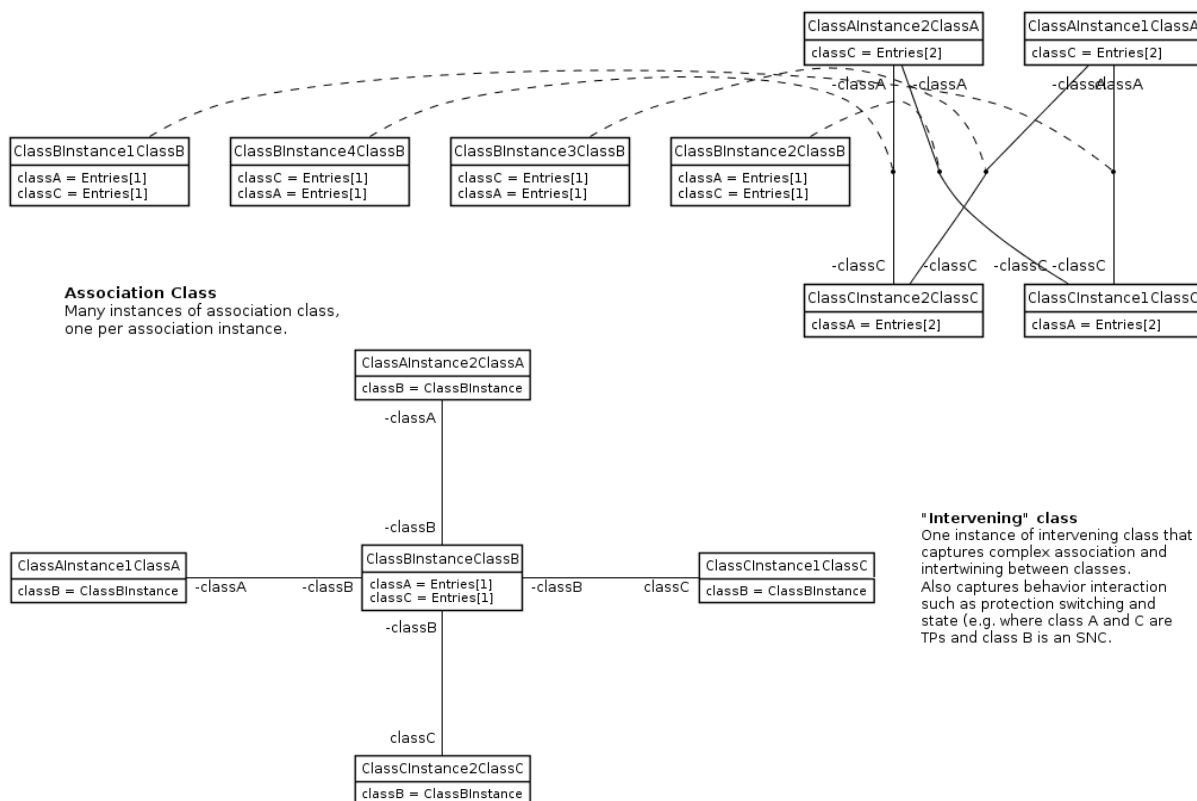 ClassAInstance2ClassA
classC = Entries[2]
ClassAInstance1ClassA
classC = Entries[2]
-classA
-classA
-classA
-classA
ClassBInstance1ClassB
classA = Entries[1]
classC = Entries[1]
ClassBInstance4ClassB
classC = Entries[1]
classA = Entries[1]
ClassBInstance3ClassB
classC = Entries[1]
classA = Entries[1]
ClassBInstance2ClassB
classA = Entries[1]
classC = Entries[1]
-classC
-classC
-classC
-classC
ClassCInstance2ClassC
classA = Entries[2]
ClassCInstance1ClassC
classA = Entries[2]
Association Class
Many instances of association class,
one per association instance.
ClassAInstance2ClassA
classB = ClassBInstance
-classA
-classB
ClassAInstance1ClassA
classB = ClassBInstance
-classA
-classB
ClassBInstanceClassB
classA = Entries[1]
classC = Entries[1]
-classB
classC
ClassCInstance1ClassC
classB = ClassBInstance
-classB
classC
ClassCInstance2ClassC
classB = ClassBInstance
"Intervening" class
One instance of intervening class that
captures complex association and
intertwining between classes.
Also captures behavior interaction
such as protection switching and
state (e.g. where class A and C are
TPs and class B is an SNC.